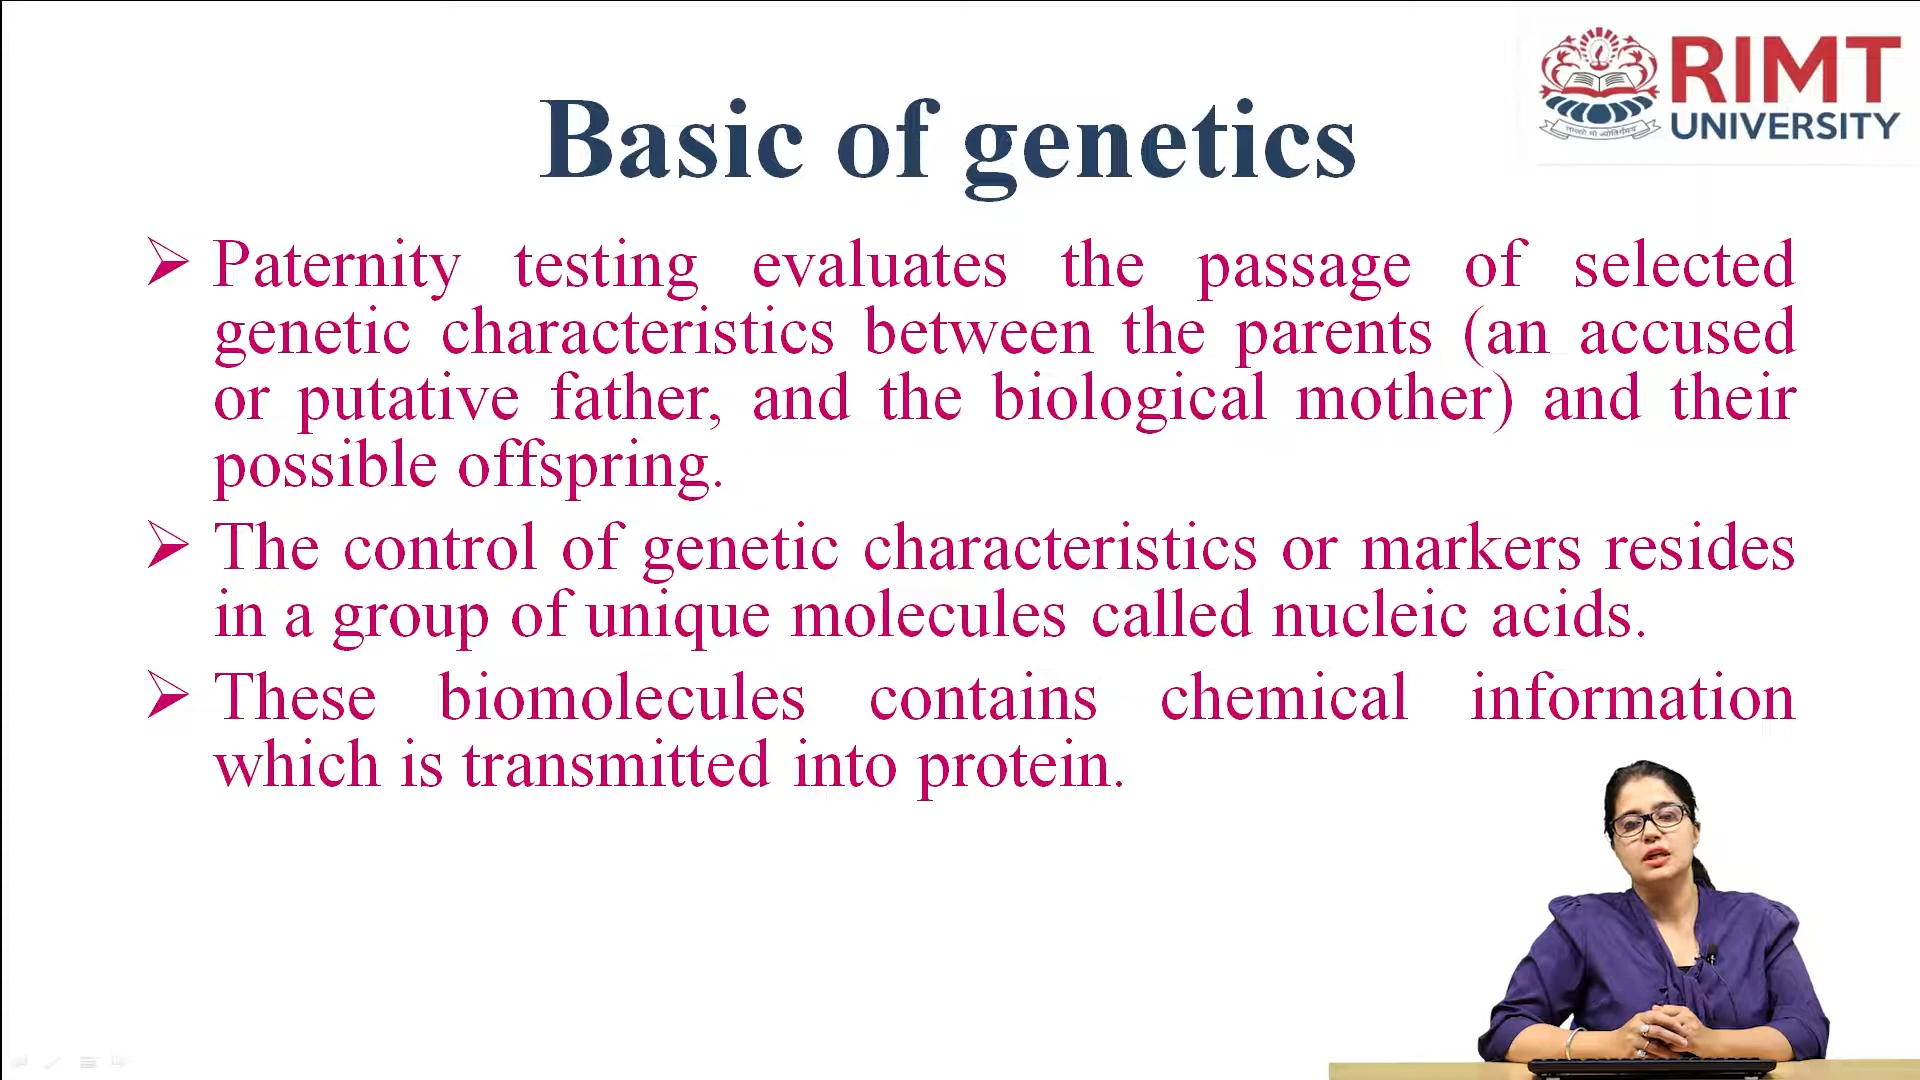 RIMT
UNIVERSITY
Basic of genetics
Paternity testing evaluates the passage of selected
genetic characteristics between the parents (an accused
or putative father, and the biological mother) and their
possible offspring.
The control of genetic characteristics or markers resides
in a group of unique molecules called nucleic acids.
These biomolecules contains chemical information
which is transmitted into protein.